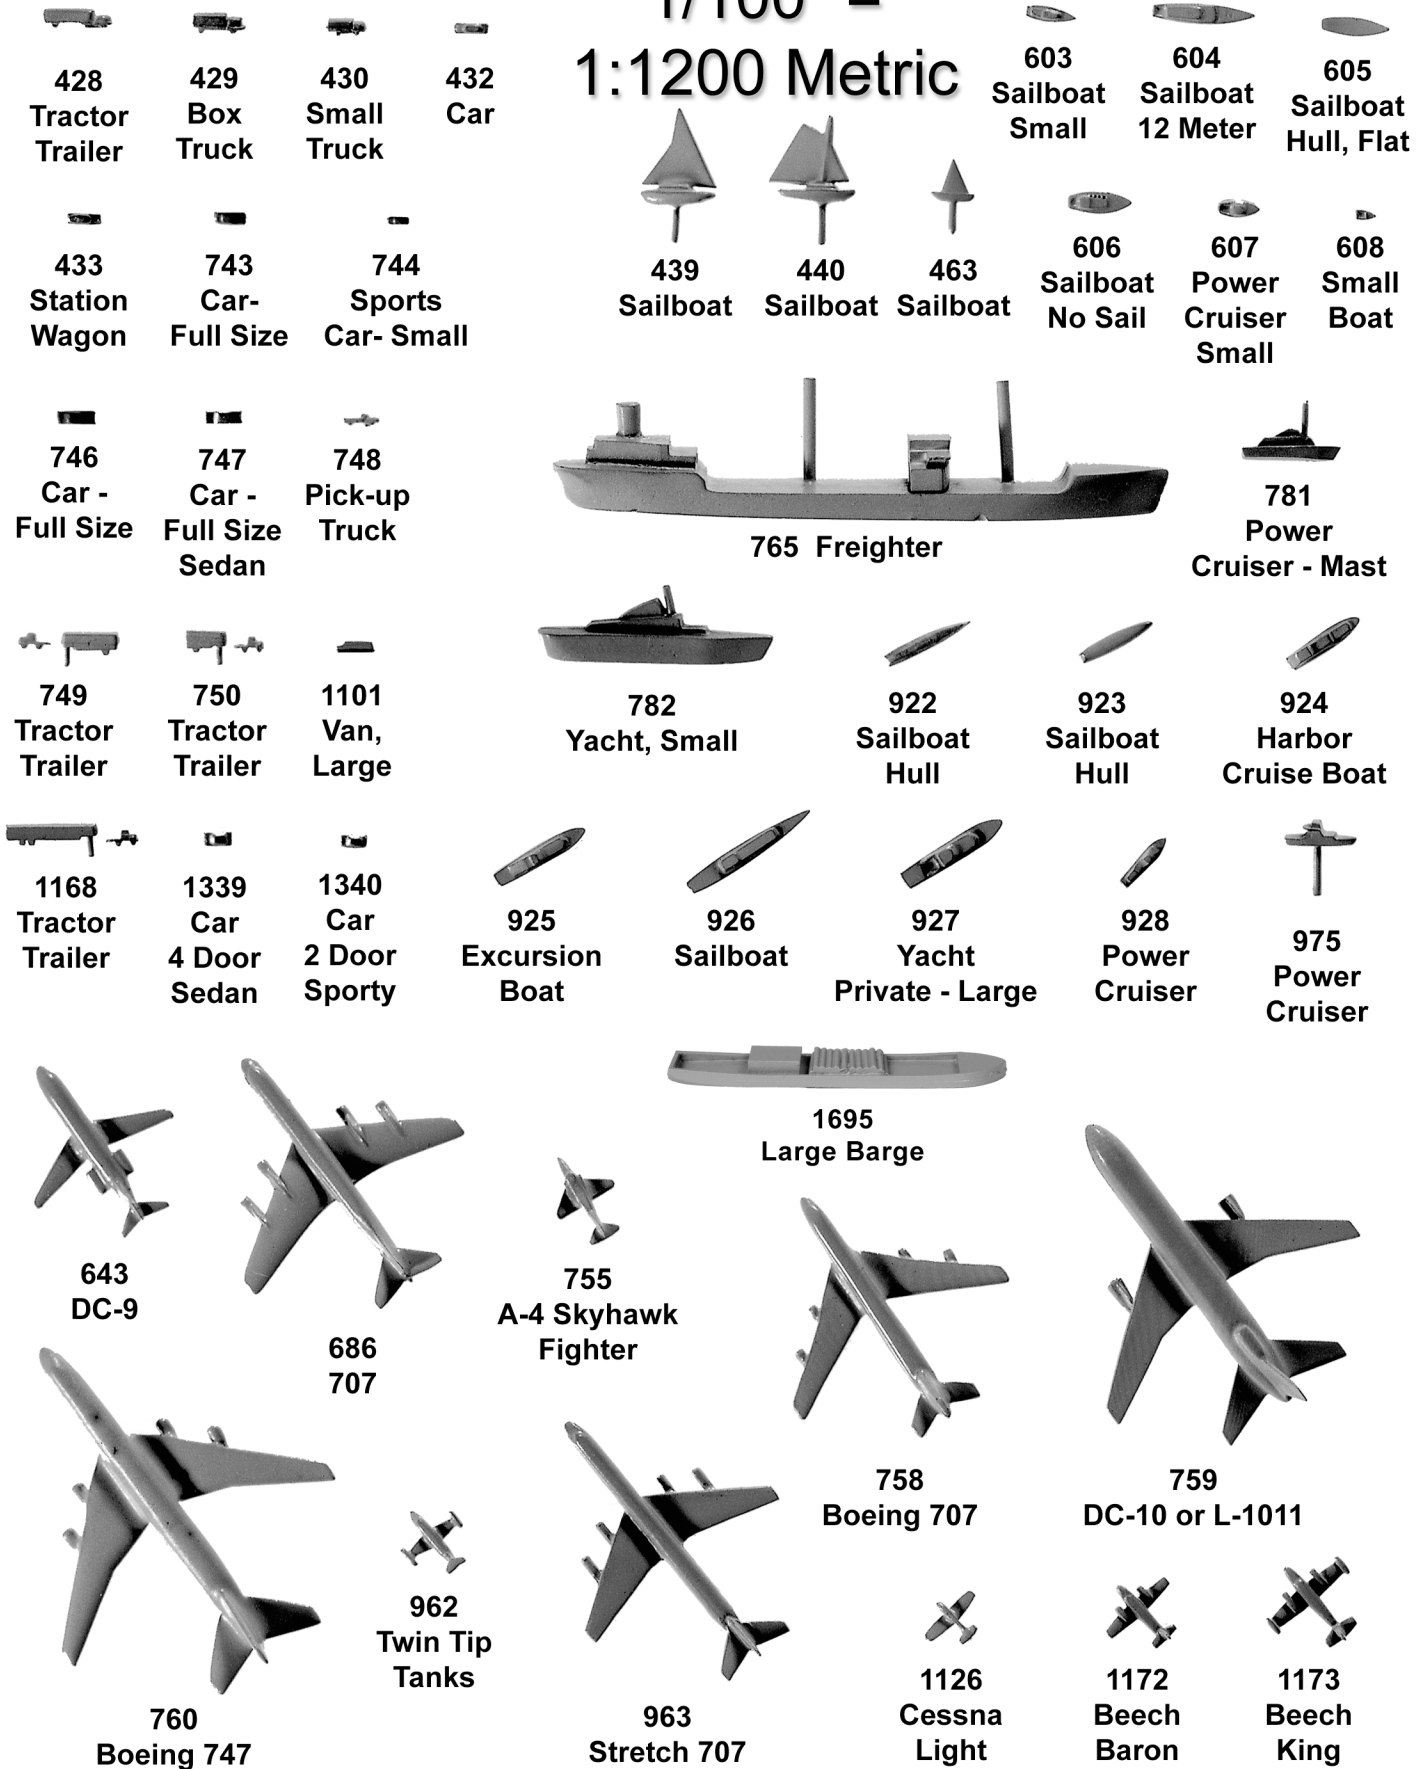 1/100" =
1:1200 Metric
428
Tractor
Trailer
429
Box
Truck
430
Small
Truck
432
Car
603
Sailboat
Small
604
Sailboat
12 Meter
605
Sailboat
Hull, Flat
433
Station
Wagon
743
Car-
Full Size
744
Sports
Car- Small
439
Sailboat
440
Sailboat
463
Sailboat
606
Sailboat
No Sail
607
Power
Cruiser
Small
608
Small
Boat
746
Car -
Full Size
747
Car -
Full Size
Sedan
748
Pick-up
Truck
765 Freighter
781
Power
Cruiser - Mast
749
Tractor
Trailer
750
Tractor
Trailer
1101
Van,
Large
782
Yacht, Small
922
Sailboat
Hull
923
Sailboat
Hull
924
Harbor
Cruise Boat
1168
Tractor
Trailer
1339
Car
4 Door
Sedan
1340
Car
2 Door
Sporty
925
Excursion
Boat
926
Sailboat
927
Yacht
Private - Large
928
Power
Cruiser
975
Power
Cruiser
1695
Large Barge
643
DC-9
686
707
755
A-4 Skyhawk
Fighter
758
Boeing 707
759
DC-10 or L-1011
760
Boeing 747
962
Twin Tip
Tanks
963
Stretch 707
1126
Cessna
Light
1172
Beech
Baron
1173
Beech
King